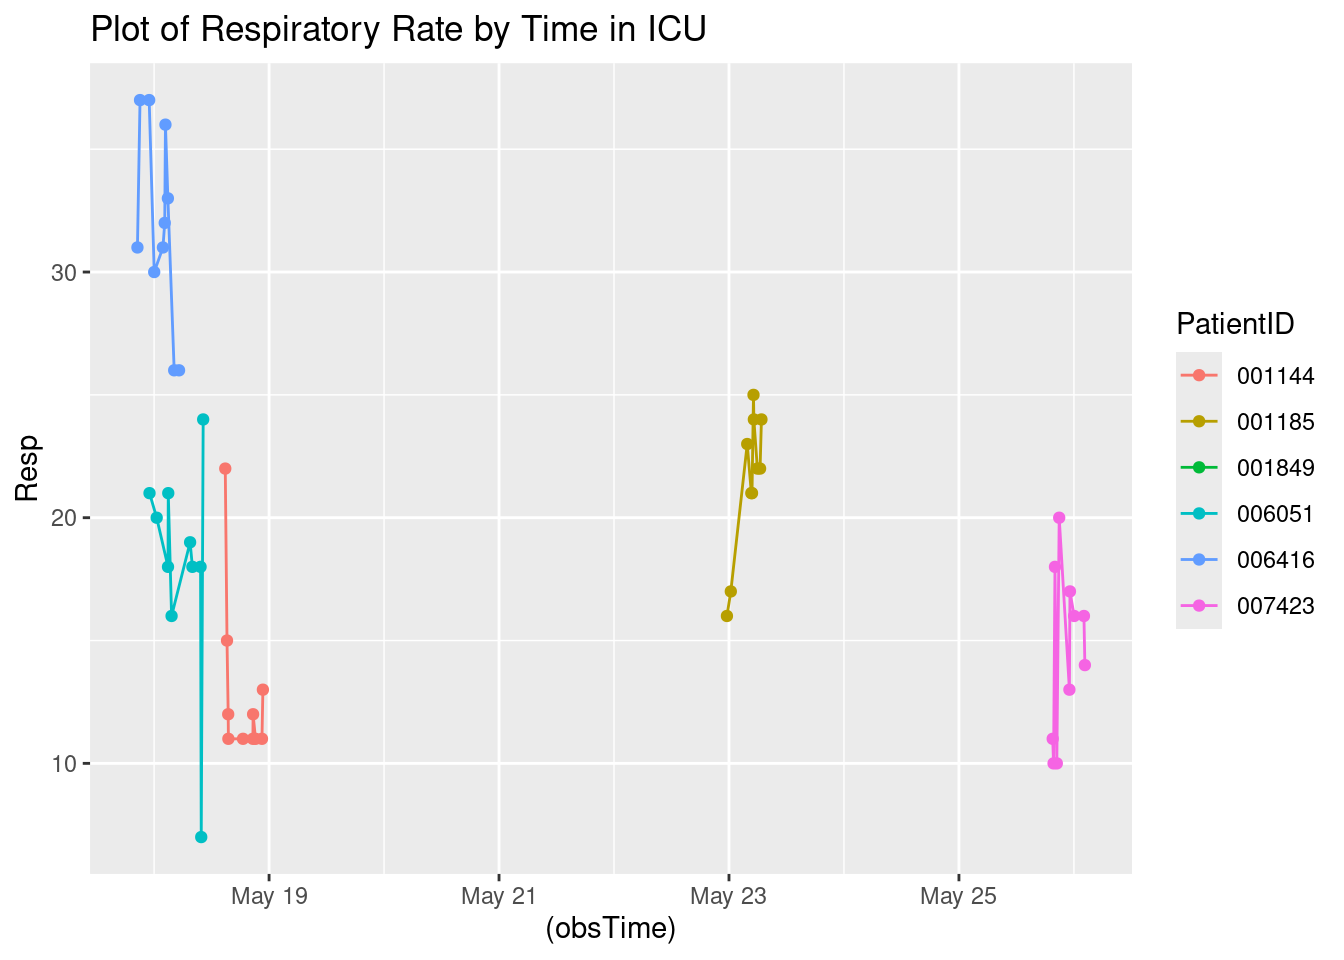 Plot of Respiratory Rate by Time in ICU
Resp
30
20
10
May 19
May 21
May 23
May 25
(obsTime)
PatientID
001144
001185
001849
006051
006416
007423